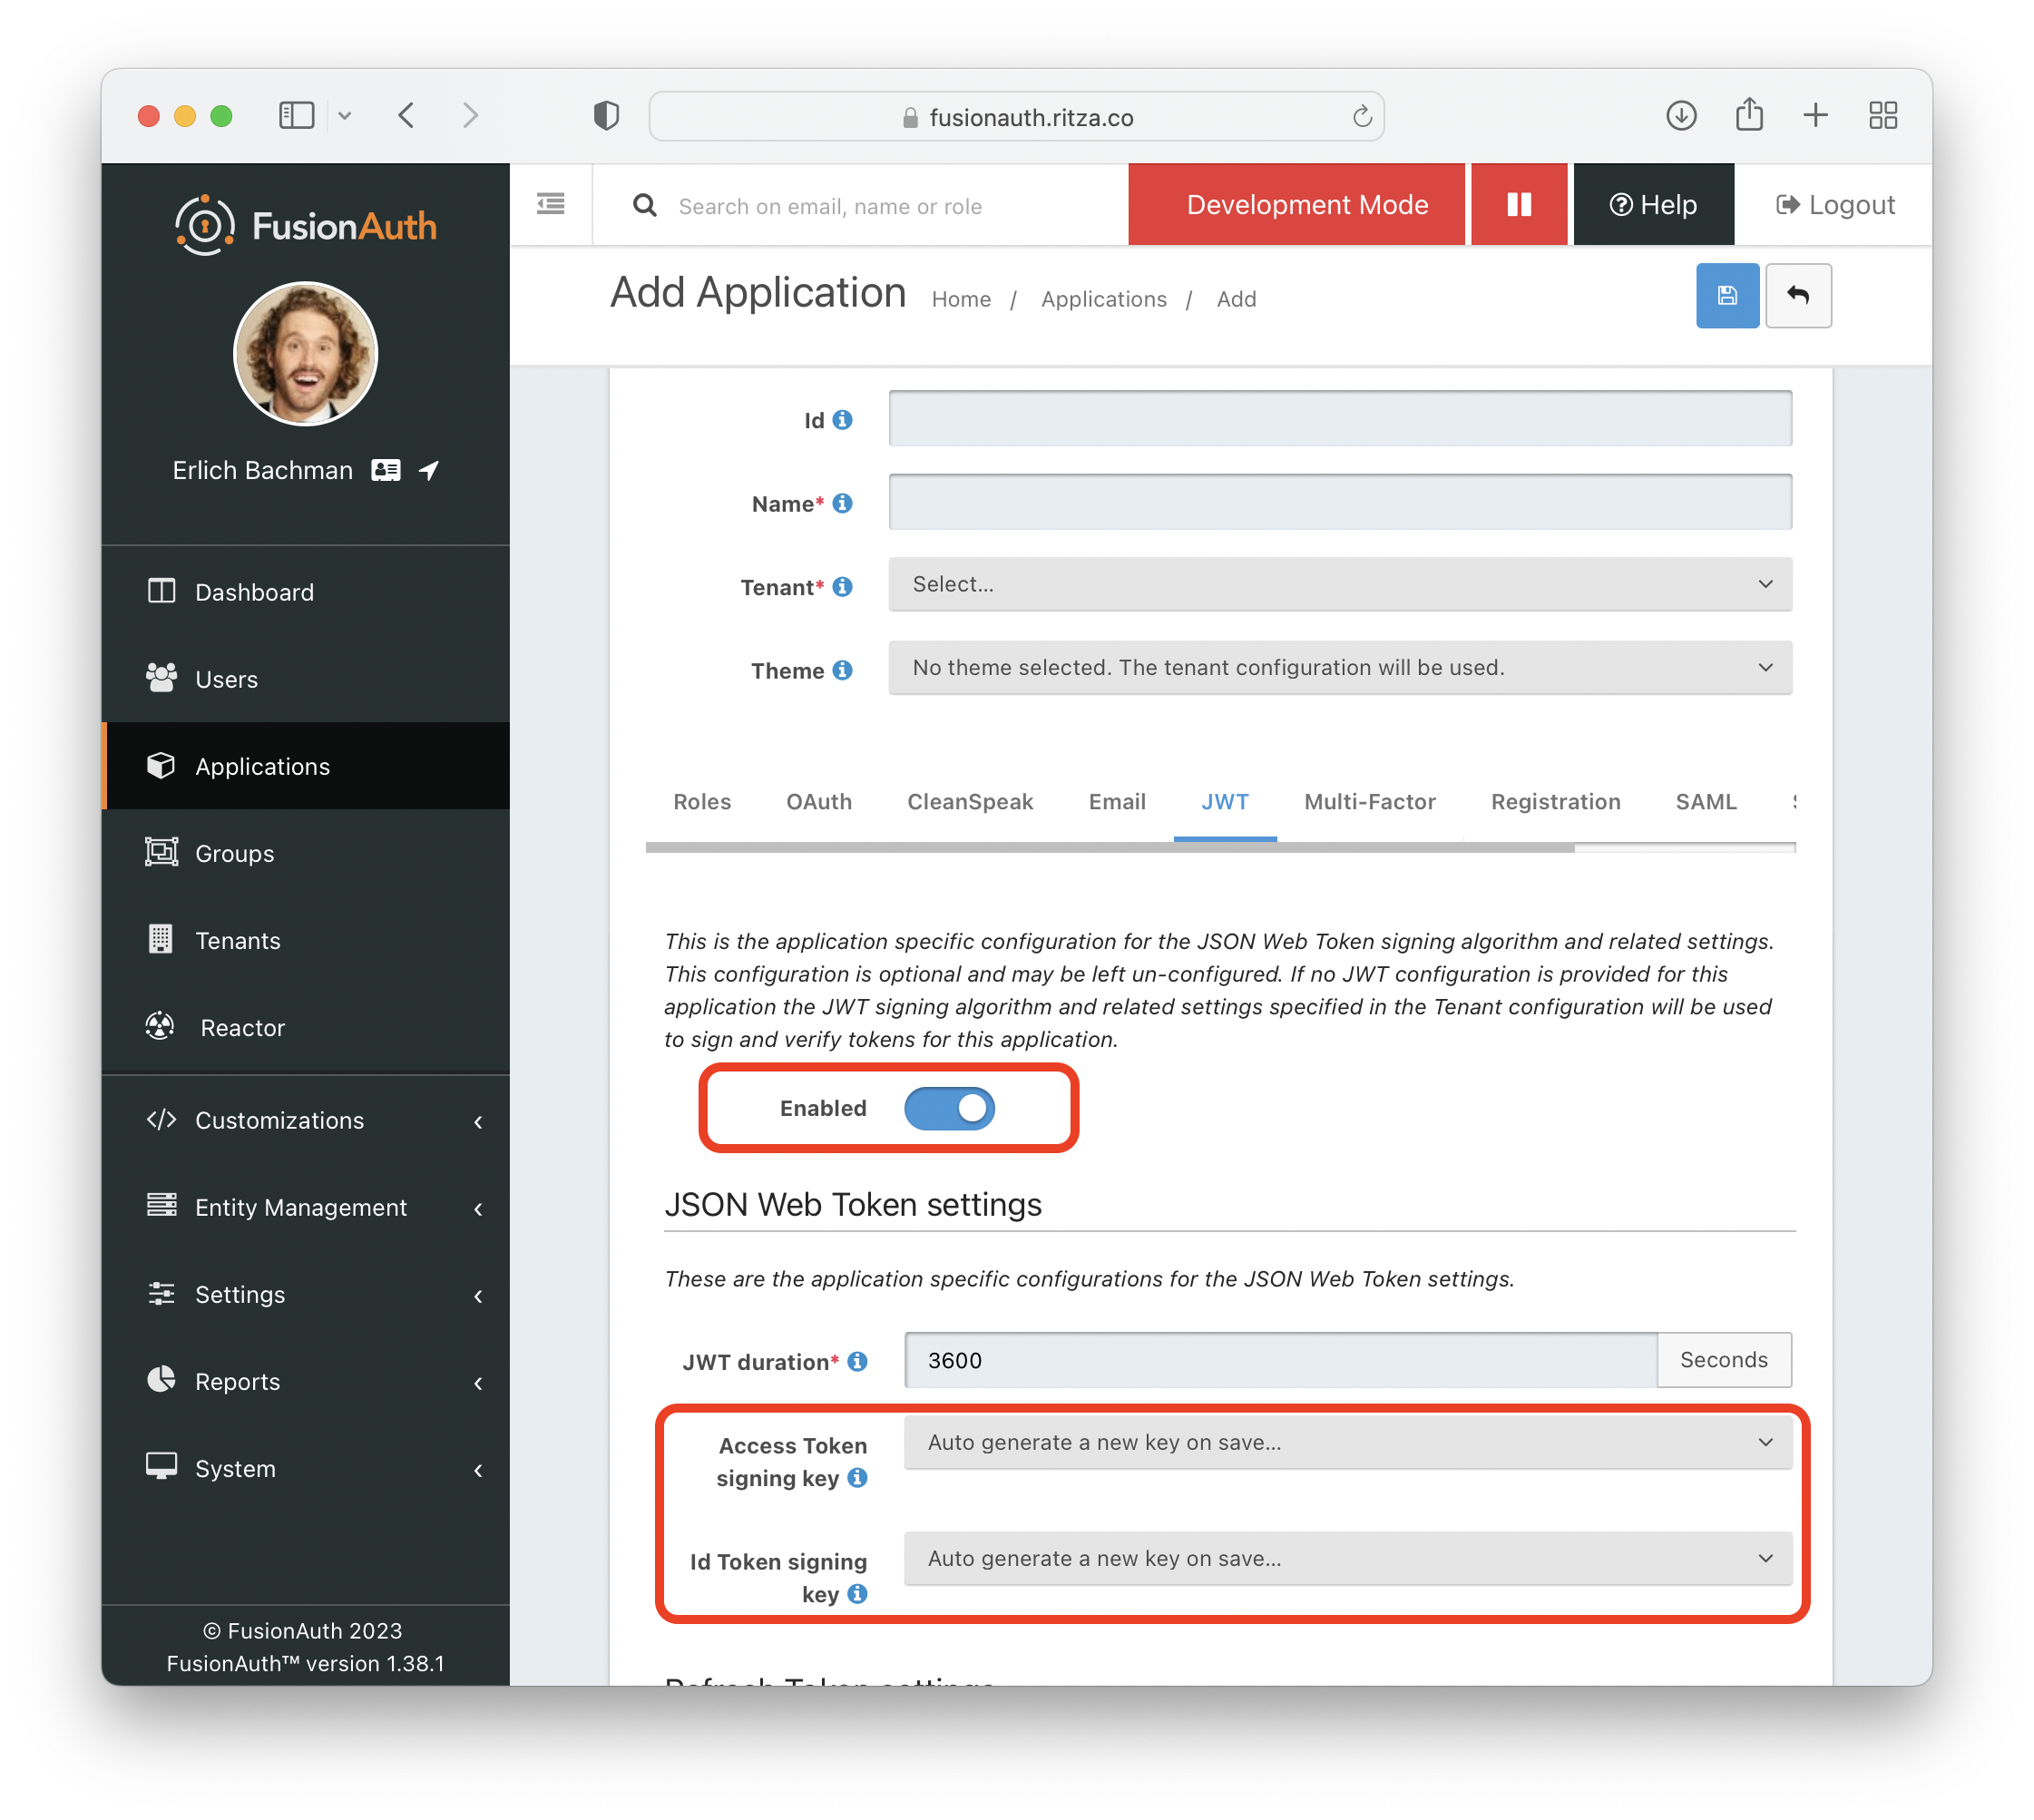 fusionauth.ritza.co
FusionAuth
Search on email, name or role
Development Mode
Help
Logout
Add Application
Home / Applications / Add
Erlich Bachman
Dashboard
Users
Applications
Groups
Tenants
Reactor
Customizations
Entity Management
Settings
Reports
System
© FusionAuth 2023
FusionAuth™ version 1.38.1
Id
Name*
Tenant* Select...
Theme No theme selected. The tenant configuration will be used.
Roles OAuth CleanSpeak Email JWT Multi-Factor Registration SAML
This is the application specific configuration for the JSON Web Token signing algorithm and related settings.
This configuration is optional and may be left un-configured. If no JWT configuration is provided for this
application the JWT signing algorithm and related settings specified in the Tenant configuration will be used
to sign and verify tokens for this application.
Enabled
JSON Web Token settings
These are the application specific configurations for the JSON Web Token settings.
JWT duration* 3600 Seconds
Access Token
signing key
Auto generate a new key on save...
Id Token signing
key
Auto generate a new key on save...
Refresh Token settings